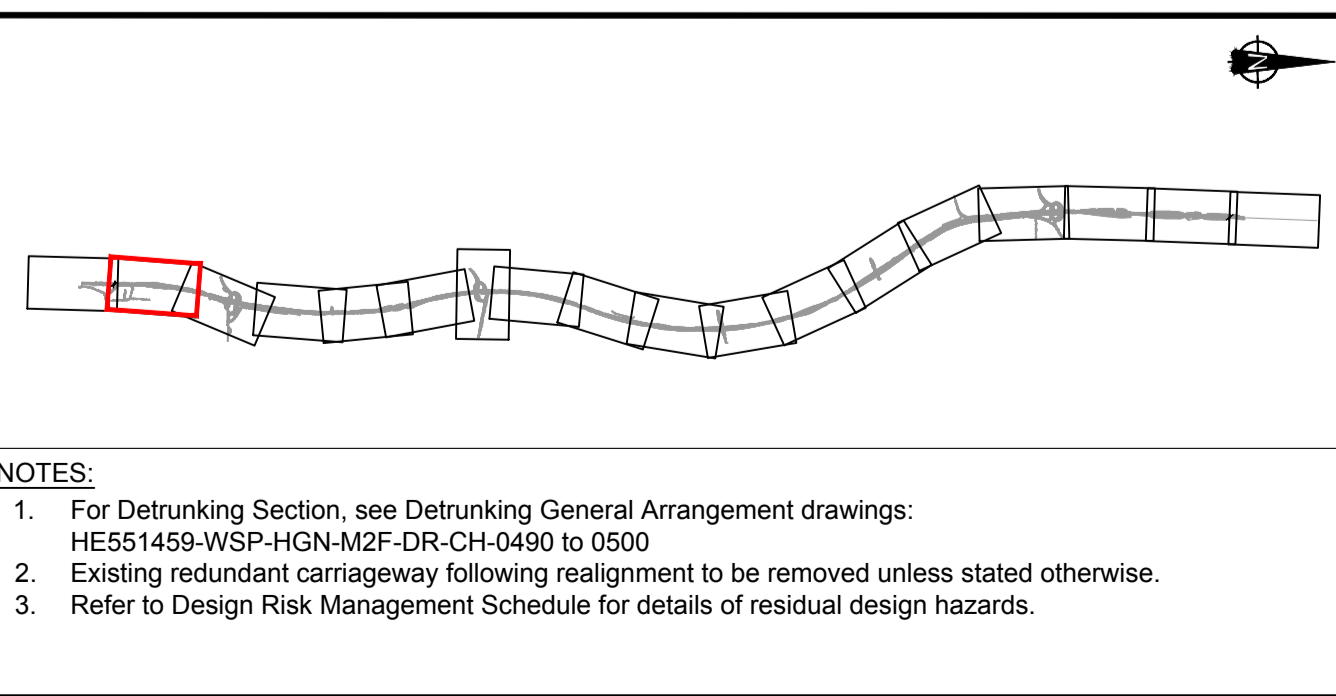 N
NOTES:
1. For Detrunking Section, see Detrunking General Arrangement drawings:
HE551459-WSP-HGN-M2F-DR-CH-0490 to 0500
2. Existing redundant carriageway following realignment to be removed unless stated otherwise.
3. Refer to Design Risk Management Schedule for details of residual design hazards.